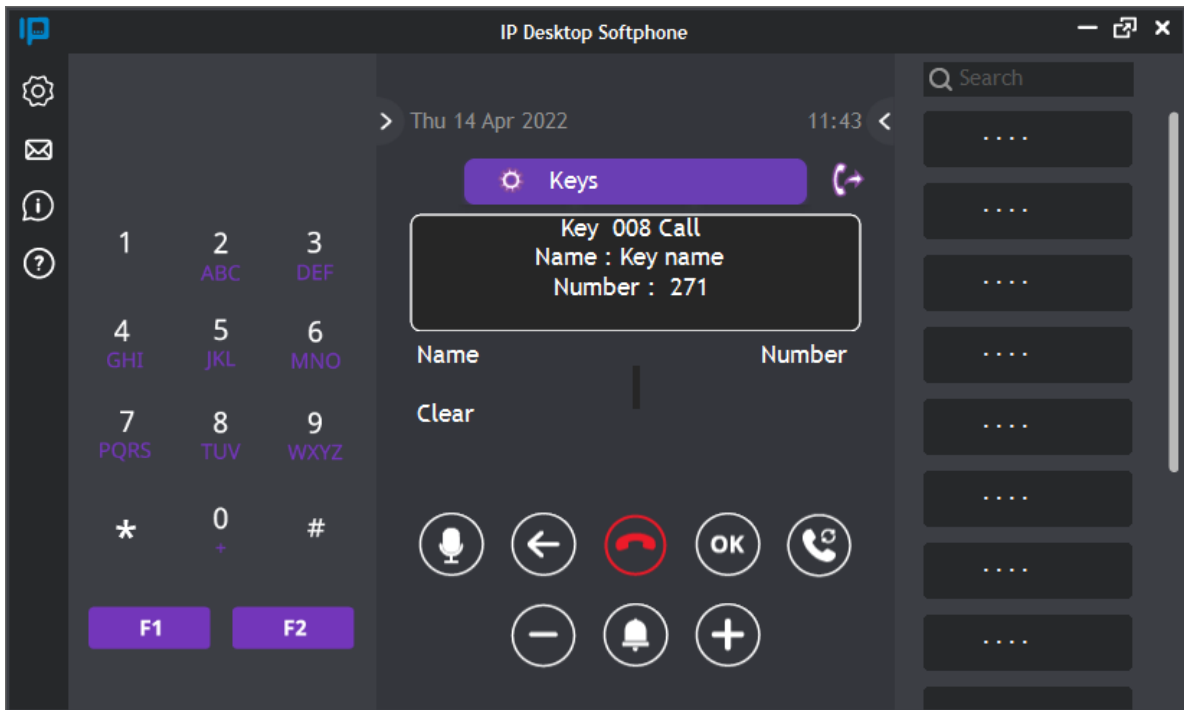 IP Desktop Softphone
Search
Thu 14 Apr 2022 11:43
Keys
Key 008 Call
Name : Key name
Number : 271
Name Number
Clear
1 2 3
ABC DEF
4 5 6
GHI JKL MNO
7 8 9
PQRS TUV WXYZ
* 0 #
+
F1 F2
OK
. . . .
. . . .
. . . .
. . . .
. . . .
. . . .
. . . .
. . . .